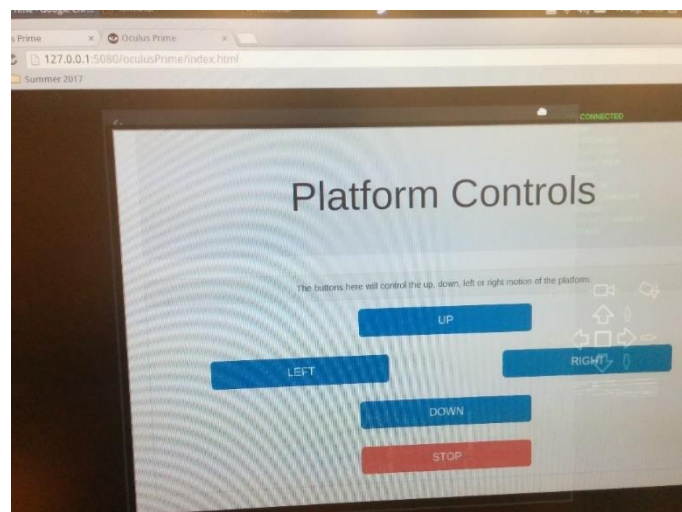 Prime
Oculus Prime
127.0.0.1:5080/oculusPrime/index.html
Summer 2017
CONNECTED
Platform Controls
The buttons here will control the up, down, left or right motion of the platform.
UP
LEFT
RIGHT
DOWN
STOP